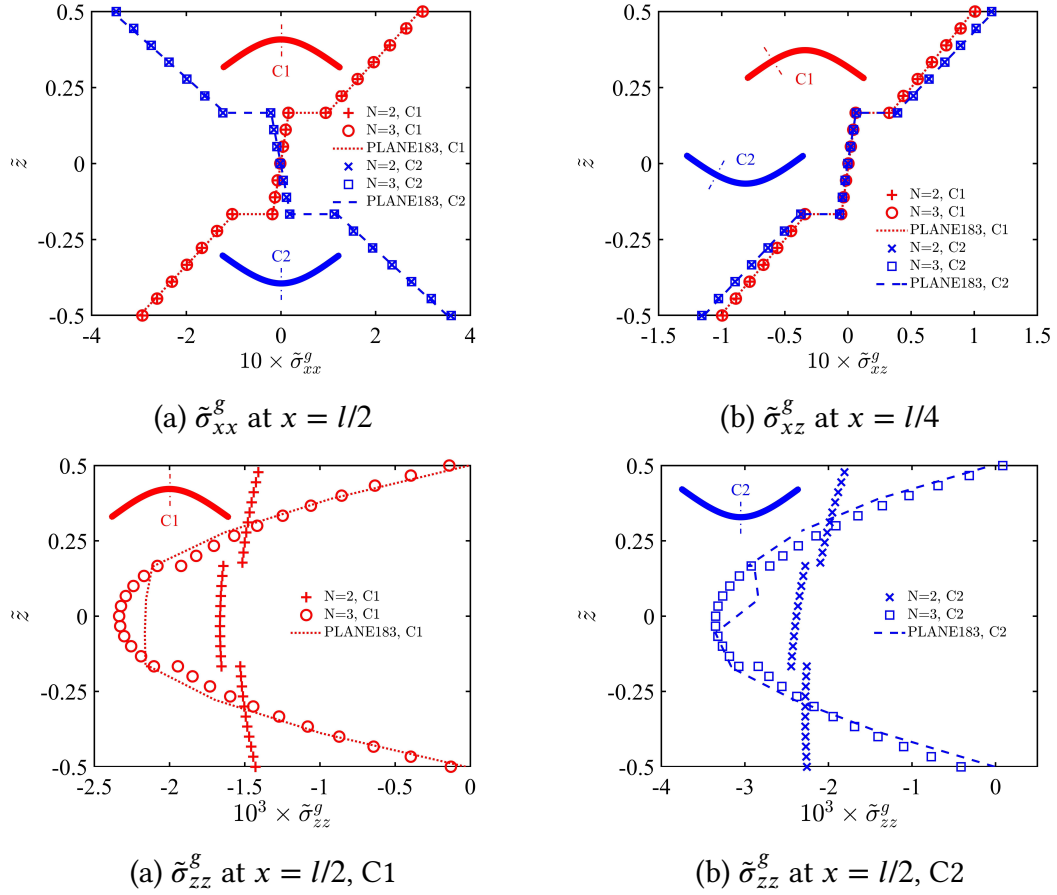 0.5
0.25
0
-0.25
-0.5
z̃
C1
N=2, C1
N=3, C1
PLANE183, C1
N=2, C2
N=3, C2
PLANE183, C2
C2
-4 -2 0 2 4
10 × σ̃ᵍₓₓ
(a) σ̃ᵍₓₓ at x = l/2
0.5
0.25
0
-0.25
-0.5
z̃
C1
C2
N=2, C1
N=3, C1
PLANE183, C1
N=2, C2
N=3, C2
PLANE183, C2
-1.5 -1 -0.5 0 0.5 1 1.5
10 × σ̃^g_xz
(b) σ̃^g_xz at x = l/4
0.5
0.25
0
-0.25
-0.5
z̃
C1
N=2, C1
N=3, C1
PLANE183, C1
-2.5 -2 -1.5 -1 -0.5 0
10³ × σ̃^g_zz
(a) σ̃^g_zz at x = l/2, C1
0.5
0.25
0
-0.25
-0.5
z̃
C2
N=2, C2
N=3, C2
PLANE183, C2
-4 -3 -2 -1 0
10³ × σ̃^g_zz
(b) σ̃^g_zz at x = l/2, C2